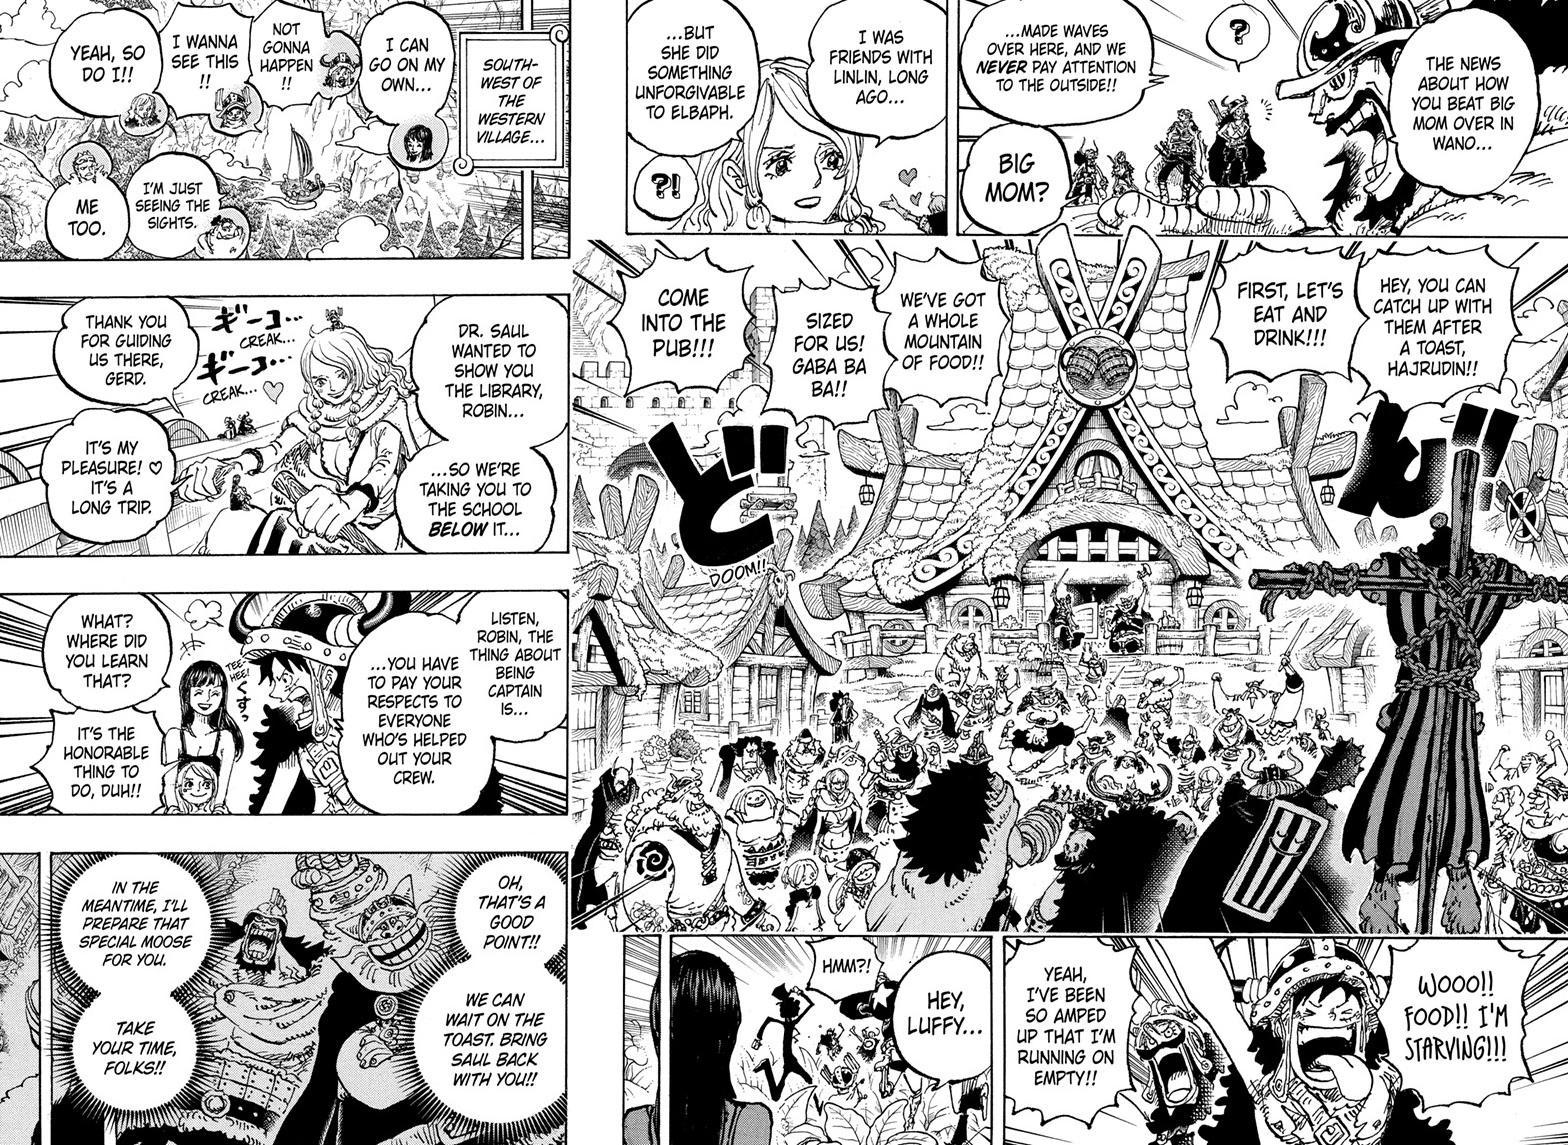 THE NEWS
ABOUT HOW
YOU BEAT BIG
MOM OVER IN
WANO...
?
...MADE WAVES
OVER HERE, AND WE
NEVER PAY ATTENTION
TO THE OUTSIDE!!
BIG
MOM?
I WAS
FRIENDS WITH
LINLIN, LONG
AGO...
...BUT
SHE DID
SOMETHING
UNFORGIVABLE
TO ELBAPH.
?!
HEY, YOU CAN
CATCH UP WITH
THEM AFTER
A TOAST,
HAJRUDIN!!
FIRST, LET'S
EAT AND
DRINK!!!
WE'VE GOT
A WHOLE
MOUNTAIN
OF FOOD!!
SIZED
FOR US!
GABA BA
BA!!
COME
INTO THE
PUB!!!
どん
DOOM!!
WOOO!!
FOOD!! I'M
STARVING!!!
YEAH,
I'VE BEEN
SO AMPED
UP THAT I'M
RUNNING ON
EMPTY!!
HEY,
LUFFY...
HMM?!
SOUTH-
WEST OF
THE
WESTERN
VILLAGE...
I CAN
GO ON MY
OWN...
NOT
GONNA
HAPPEN
!!
I WANNA
SEE THIS
!!
YEAH, SO
DO I!!
I'M JUST
SEEING THE
SIGHTS.
ME
TOO.
DR. SAUL
WANTED TO
SHOW YOU
THE LIBRARY,
ROBIN...
...SO WE'RE
TAKING YOU TO
THE SCHOOL
BELOW IT...
ギーコ…
CREAK...
ギーコ…
CREAK...
THANK YOU
FOR GUIDING
US THERE,
GERD.
IT'S MY
PLEASURE! ♡
IT'S A
LONG TRIP.
LISTEN,
ROBIN, THE
THING ABOUT
BEING
CAPTAIN
IS...
...YOU HAVE
TO PAY YOUR
RESPECTS TO
EVERYONE
WHO'S HELPED
OUT YOUR
CREW.
TEE
HEE!
くすっ
WHAT?
WHERE DID
YOU LEARN
THAT?
IT'S THE
HONORABLE
THING TO
DO, DUH!!
OH,
THAT'S A
GOOD
POINT!!
WE CAN
WAIT ON THE
TOAST. BRING
SAUL BACK
WITH YOU!!
IN THE
MEANTIME, I'LL
PREPARE THAT
SPECIAL MOOSE
FOR YOU.
TAKE
YOUR TIME,
FOLKS!!